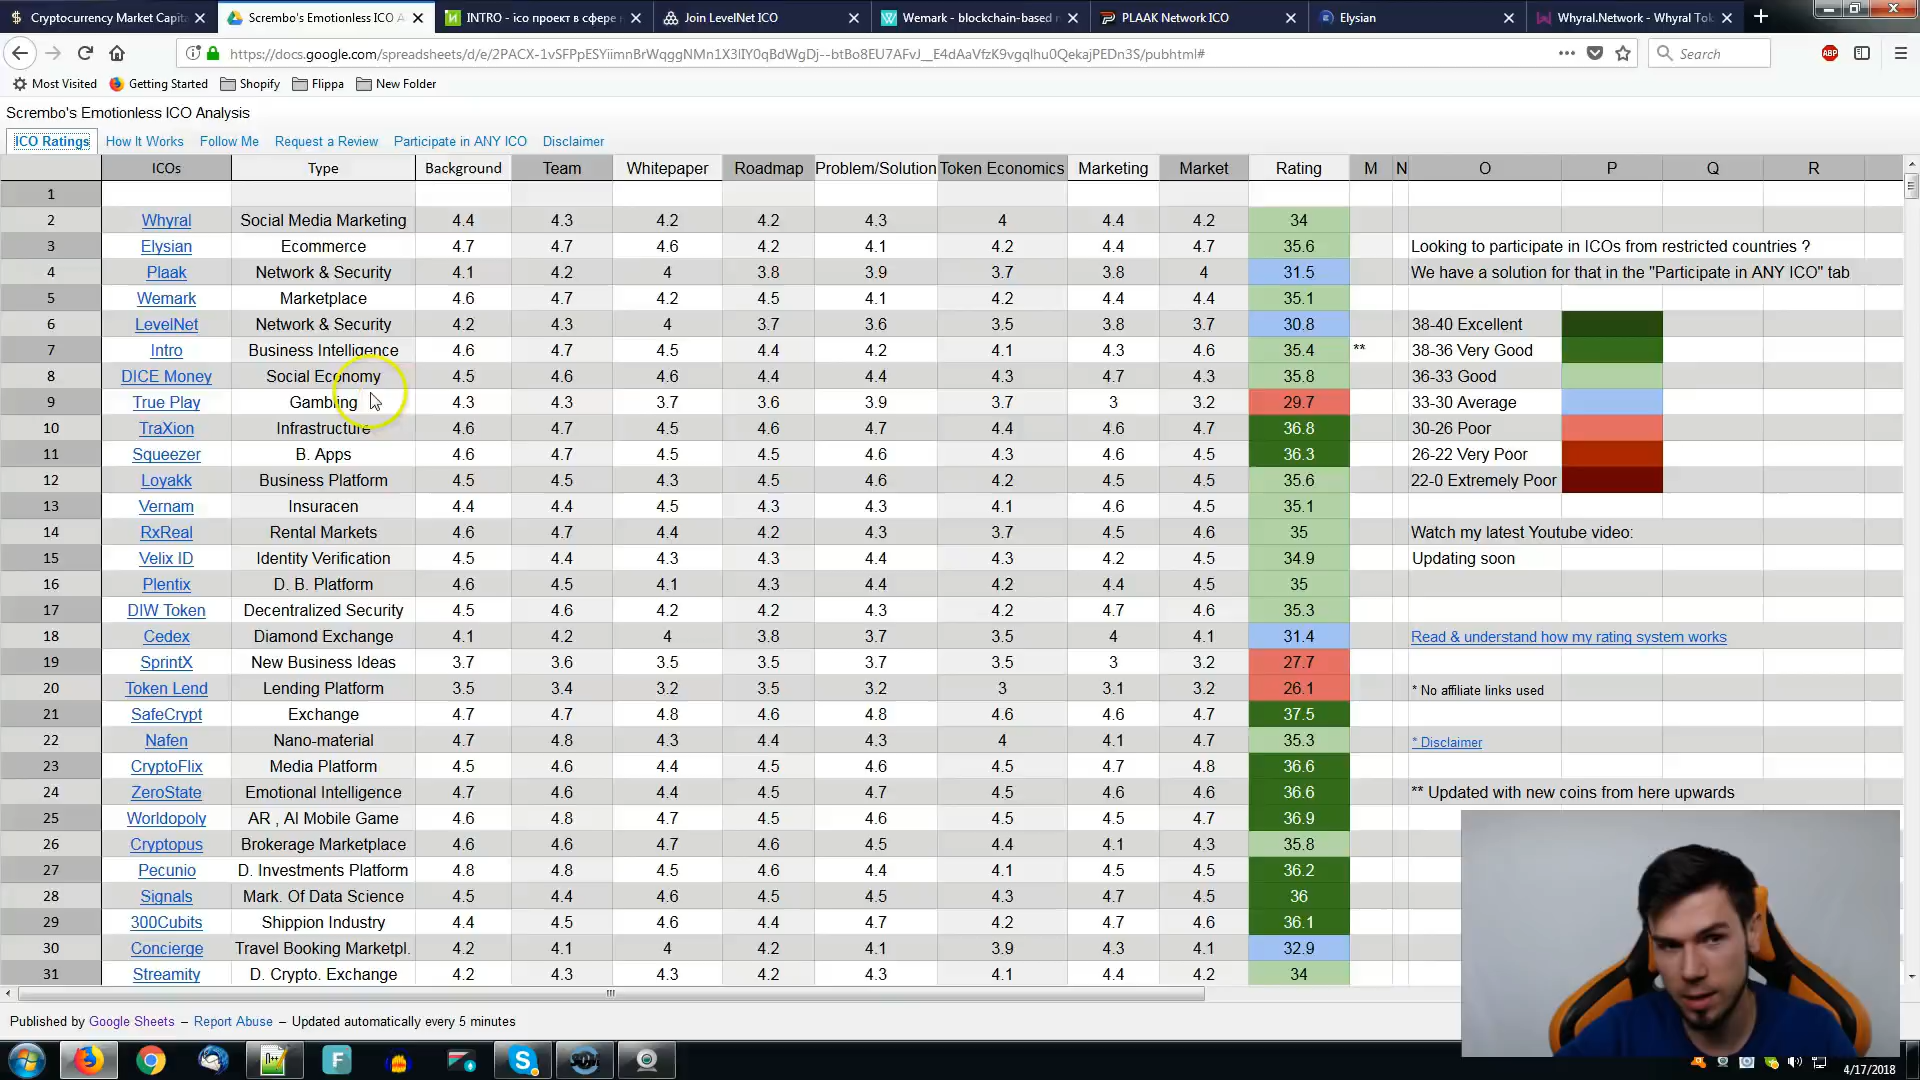 Cryptocurrency Market Capit
Scrembo's Emotionless ICO A
INTRO - ico проект в сфере
Join LevelNet ICO
Wemark - blockchain-based
PLAAK Network ICO
Elysian
Whyral.Network - Whyral To
https://docs.google.com/spreadsheets/d/e/2PACX-1vSFPpESYiimnBrWqggNMn1X3lIY0qBdWgDj--btBo8EU7AFvJ__E4dAaVfzK9vgqlhu0QekajPEDn3S/pubhtml#
Search
ABP
Most Visited Getting Started Shopify Flippa New Folder
Scrembo's Emotionless ICO Analysis
ICO Ratings How It Works Follow Me Request a Review Participate in ANY ICO Disclaimer
ICOs Type Background Team Whitepaper Roadmap Problem/Solution Token Economics Marketing Market Rating M N O P Q R
1
2 Whyral Social Media Marketing 4.4 4.3 4.2 4.2 4.3 4 4.4 4.2 34
3 Elysian Ecommerce 4.7 4.7 4.6 4.2 4.1 4.2 4.4 4.7 35.6 Looking to participate in ICOs from restricted countries ?
4 Plaak Network & Security 4.1 4.2 4 3.8 3.9 3.7 3.8 4 31.5 We have a solution for that in the "Participate in ANY ICO" tab
5 Wemark Marketplace 4.6 4.7 4.2 4.5 4.1 4.2 4.4 4.4 35.1
6 LevelNet Network & Security 4.2 4.3 4 3.7 3.6 3.5 3.8 3.7 30.8 38-40 Excellent
7 Intro Business Intelligence 4.6 4.7 4.5 4.4 4.2 4.1 4.3 4.6 35.4 ** 38-36 Very Good
8 DICE Money Social Economy 4.5 4.6 4.6 4.4 4.4 4.3 4.7 4.3 35.8 36-33 Good
9 True Play Gambling 4.3 4.3 3.7 3.6 3.9 3.7 3 3.2 29.7 33-30 Average
10 TraXion Infrastructure 4.6 4.7 4.5 4.6 4.7 4.4 4.6 4.7 36.8 30-26 Poor
11 Squeezer B. Apps 4.6 4.7 4.5 4.5 4.5 4.4 4.5 4.6 36.3 26-22 Very Poor
12 Loyakk Business Platform 4.5 4.5 4.3 4.5 4.6 4.2 4.5 4.5 35.6 22-0 Extremely Poor
13 Vernam Insuracen 4.4 4.4 4.5 4.3 4.3 4.1 4.5 4.6 35.1
14 RxReal Rental Markets 4.6 4.7 4.4 4.2 4.3 3.7 4.5 4.6 35 Watch my latest Youtube video:
15 Velix ID Identity Verification 4.5 4.4 4.3 4.3 4.4 4.3 4.2 4.5 34.9 Updating soon
16 Plentix D. B. Platform 4.6 4.5 4.1 4.3 4.4 4.2 4.4 4.5 35
17 DIW Token Decentralized Security 4.5 4.6 4.2 4.2 4.3 4.2 4.7 4.6 35.3
18 Cedex Diamond Exchange 4.1 4.2 4 3.8 3.7 3.5 4 4.1 31.4 Read & understand how my rating system works
19 SprintX New Business Ideas 3.7 3.6 3.5 3.5 3.7 3.5 3 3.2 27.7
20 Token Lend Lending Platform 3.5 3.4 3.2 3.5 3.2 3 3.1 3.2 26.1 * No affiliate links used
21 SafeCrypt Exchange 4.7 4.7 4.8 4.6 4.8 4.6 4.6 4.7 37.5
22 Nafen Nano-material 4.7 4.8 4.3 4.4 4.3 4 4.1 4.7 35.3 * Disclaimer
23 CryptoFlix Media Platform 4.5 4.6 4.4 4.5 4.6 4.5 4.7 4.8 36.6
24 ZeroState Emotional Intelligence 4.7 4.6 4.4 4.6 4.6 4.5 4.6 4.6 36.6 ** Updated with new coins from here upwards
25 Worldopoly AR , AI Mobile Game 4.6 4.8 4.7 4.5 4.6 4.5 4.5 4.7 36.9
26 Cryptopus Brokerage Marketplace 4.6 4.6 4.7 4.6 4.5 4.4 4.1 4.3 35.8
27 Pecunio D. Investments Platform 4.8 4.8 4.5 4.6 4.4 4.1 4.5 4.5 36.2
28 Signals Mark. Of Data Science 4.5 4.4 4.6 4.5 4.5 4.3 4.7 4.5 36
29 300Cubits Shippion Industry 4.4 4.5 4.6 4.4 4.7 4.2 4.7 4.6 36.1
30 Concierge Travel Booking Marketpl. 4.2 4.1 4 4.2 4.1 3.9 4.3 4.1 32.9
31 Streamity D. Crypto. Exchange 4.2 4.3 4.3 4.2 4.3 4.1 4.4 4.2 34
Published by Google Sheets – Report Abuse – Updated automatically every 5 minutes
4/17/2018